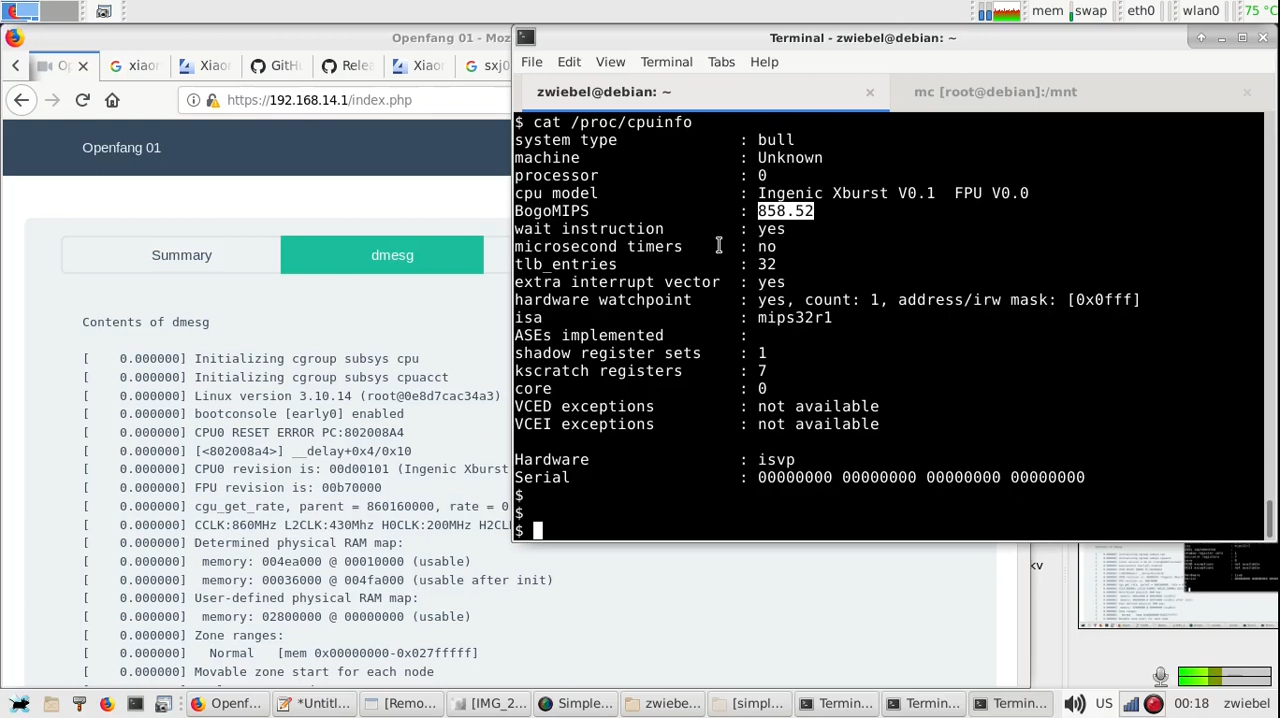 mem swap eth0 wlan0 75 °C
Openfang 01 - Moz
Terminal - zwiebel@debian: ~
Op
xiaor
Xiaor
GitHu
Relea
Xiaor
sxj0
File Edit View Terminal Tabs Help
https://192.168.14.1/index.php
zwiebel@debian: ~
mc [root@debian]:/mnt
Openfang 01
Summary
dmesg
Contents of dmesg
[ 0.000000] Initializing cgroup subsys cpu
[ 0.000000] Initializing cgroup subsys cpuacct
[ 0.000000] Linux version 3.10.14 (root@0e8d7cac34a3)
[ 0.000000] bootconsole [early0] enabled
[ 0.000000] CPU0 RESET ERROR PC:802008A4
[ 0.000000] [<802008a4>] __delay+0x4/0x10
[ 0.000000] CPU0 revision is: 00d00101 (Ingenic Xburst
[ 0.000000] FPU revision is: 00b70000
[ 0.000000] cgu_get_rate, parent = 860160000, rate = 0
[ 0.000000] CCLK:860MHz L2CLK:430Mhz H0CLK:200MHz H2CL
[ 0.000000] Determined physical RAM map:
[ 0.000000] memory: 004ea000 @ 00010000 (usable)
[ 0.000000] memory: 00036000 @ 004fa000 (usable after init)
[ 0.000000] User-defined physical RAM map:
[ 0.000000] memory: 02800000 @ 00000000 (usable)
[ 0.000000] Zone ranges:
[ 0.000000] Normal [mem 0x00000000-0x027fffff]
[ 0.000000] Movable zone start for each node
$ cat /proc/cpuinfo
system type : bull
machine : Unknown
processor : 0
cpu model : Ingenic Xburst V0.1 FPU V0.0
BogoMIPS : 858.52
wait instruction : yes
microsecond timers : no
tlb_entries : 32
extra interrupt vector : yes
hardware watchpoint : yes, count: 1, address/irw mask: [0x0fff]
isa : mips32r1
ASEs implemented :
shadow register sets : 1
kscratch registers : 7
core : 0
VCED exceptions : not available
VCEI exceptions : not available
Hardware : isvp
Serial : 00000000 00000000 00000000 00000000
$
$
$
Openf...
*Untitl...
[Remo...
[IMG_2...
Simple...
zwiebe...
[simpl...
Termin...
Termin...
Termin...
US
00:18
zwiebel